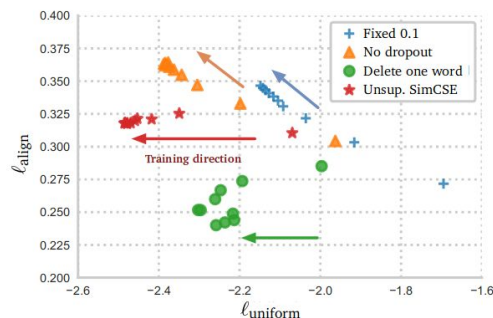 0.400
0.375
0.350
0.325
0.300
0.275
0.250
0.225
0.200
ℓalign
Fixed 0.1
No dropout
Delete one word
Unsup. SimCSE
Training direction
−2.6
−2.4
−2.2
−2.0
−1.8
−1.6
ℓuniform